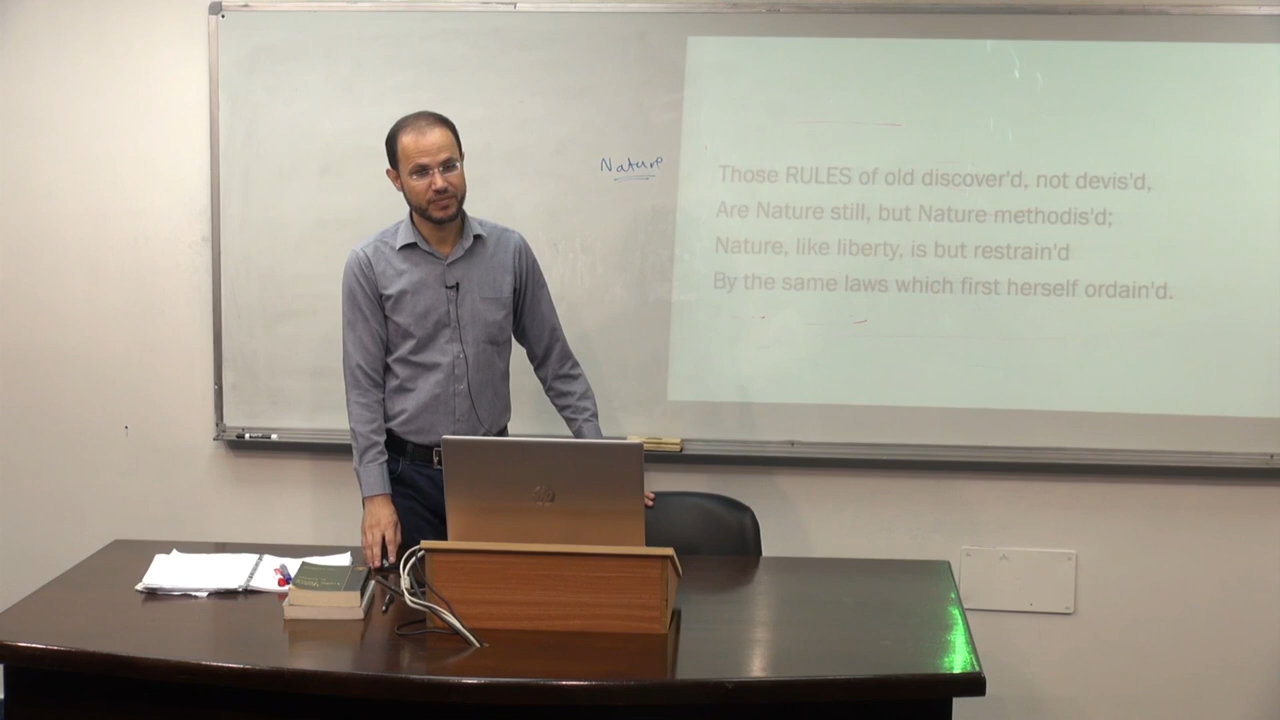 Nature
Those RULES of old discover'd, not devis'd,
Are Nature still, but Nature methodis'd;
Nature, like liberty, is but restrain'd
By the same laws which first herself ordain'd.
hp